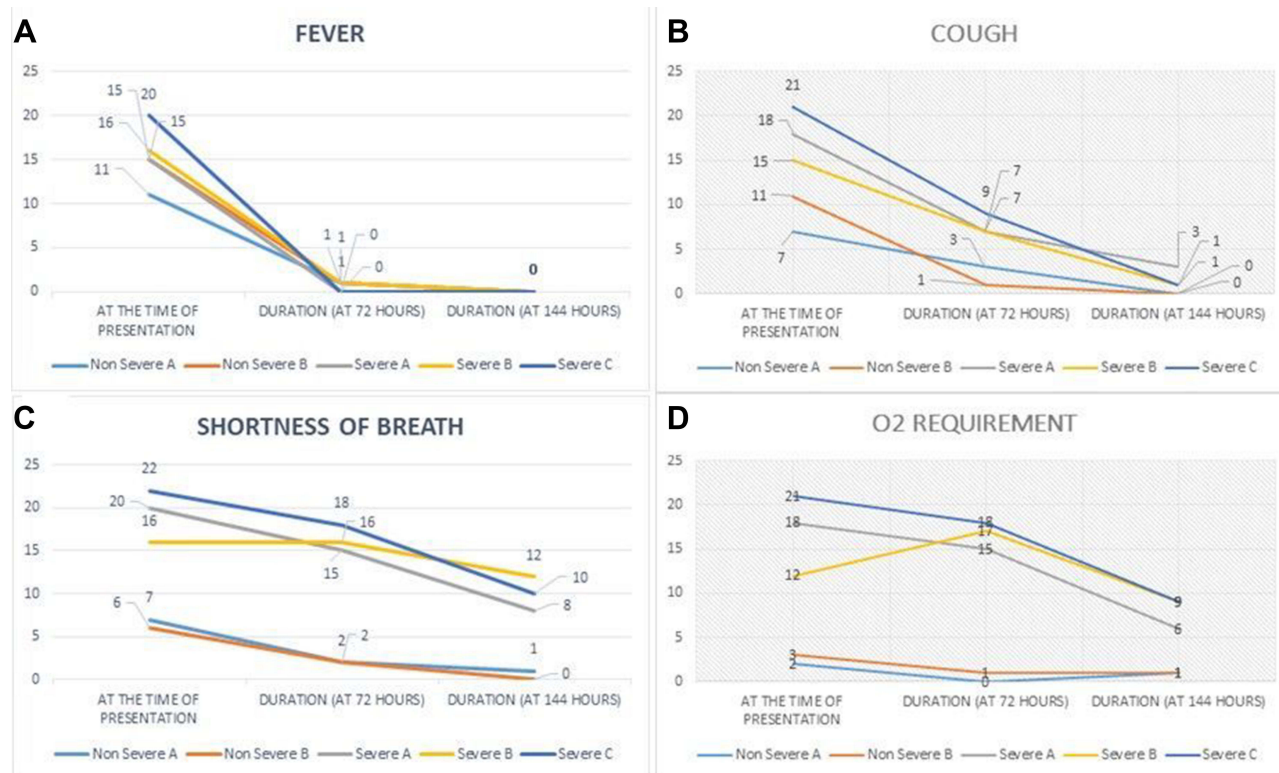 A
FEVER
25
20
15
10
5
0
15
20
16
15
11
1
1
0
1
0
0
AT THE TIME OF
PRESENTATION
DURATION (AT 72 HOURS)
DURATION (AT 144 HOURS)
Non Severe A
Non Severe B
Severe A
Severe B
Severe C
B
COUGH
25
20
15
10
5
0
21
18
15
11
7
7
9
7
3
1
3
1
1
0
0
AT THE TIME OF
PRESENTATION
DURATION (AT 72 HOURS)
DURATION (AT 144 HOURS)
Non Severe A
Non Severe B
Severe A
Severe B
Severe C
C
SHORTNESS OF BREATH
25
20
15
10
5
0
22
20
16
7
6
18
16
15
2
2
12
10
8
1
0
AT THE TIME OF
PRESENTATION
DURATION (AT 72 HOURS)
DURATION (AT 144 HOURS)
Non Severe A
Non Severe B
Severe A
Severe B
Severe C
D
O2 REQUIREMENT
25
20
15
10
5
0
21
18
12
3
2
18
17
15
1
0
9
6
1
AT THE TIME OF
PRESENTATION
DURATION (AT 72 HOURS)
DURATION (AT 144 HOURS)
Non Severe A
Non Severe B
Severe A
Severe B
Severe C